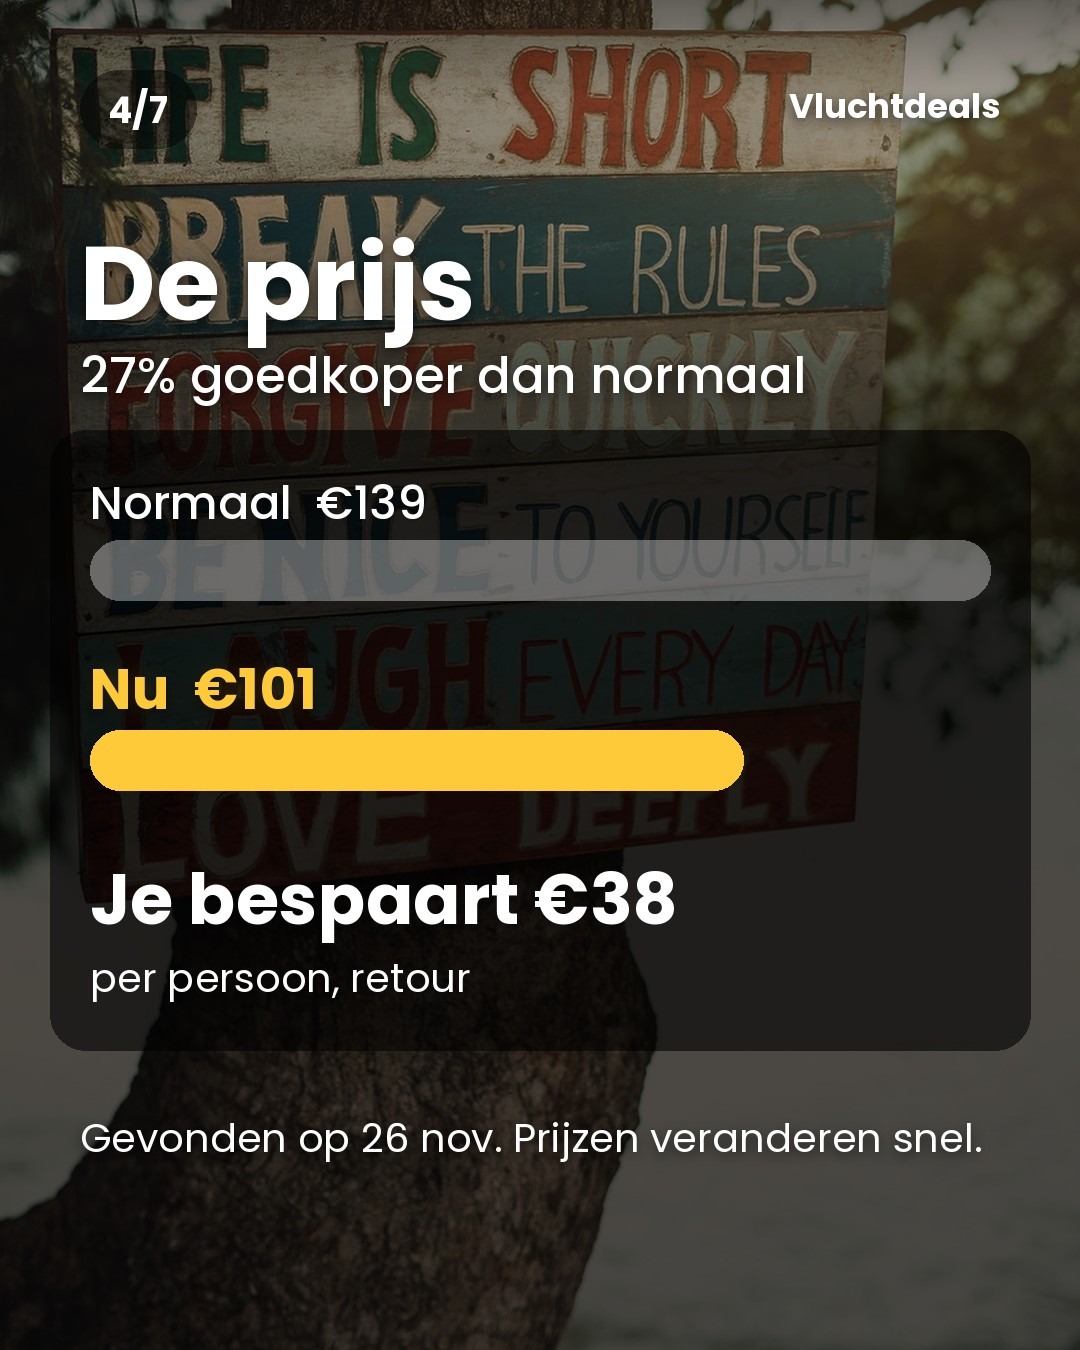 4/7
Vluchtdeals
LIFE IS SHORT
BREAK THE RULES
De prijs
27% goedkoper dan normaal
FORGIVE QUICKLY
Normaal €139
BE NICE TO YOURSELF
Nu €101
LAUGH EVERY DAY
LOVE DEEPLY
Je bespaart €38
per persoon, retour
Gevonden op 26 nov. Prijzen veranderen snel.